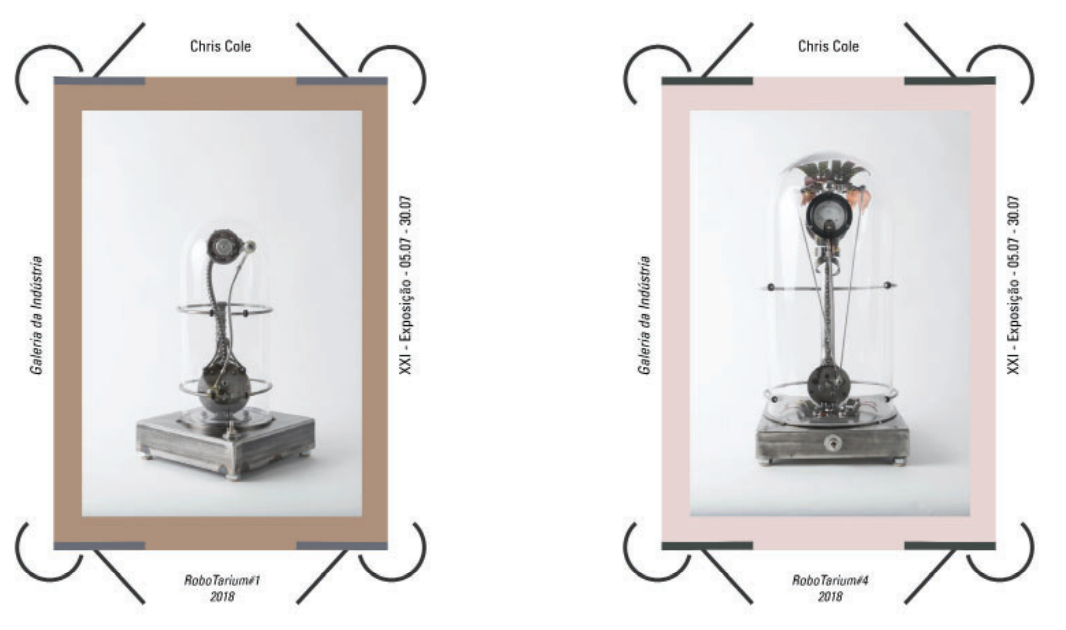 Chris Cole
Galeria da Indústria
XXI - Exposição - 05.07 - 30.07
RoboTarium#1
2018
Chris Cole
Galeria da Indústria
XXI - Exposição - 05.07 - 30.07
RoboTarium#4
2018